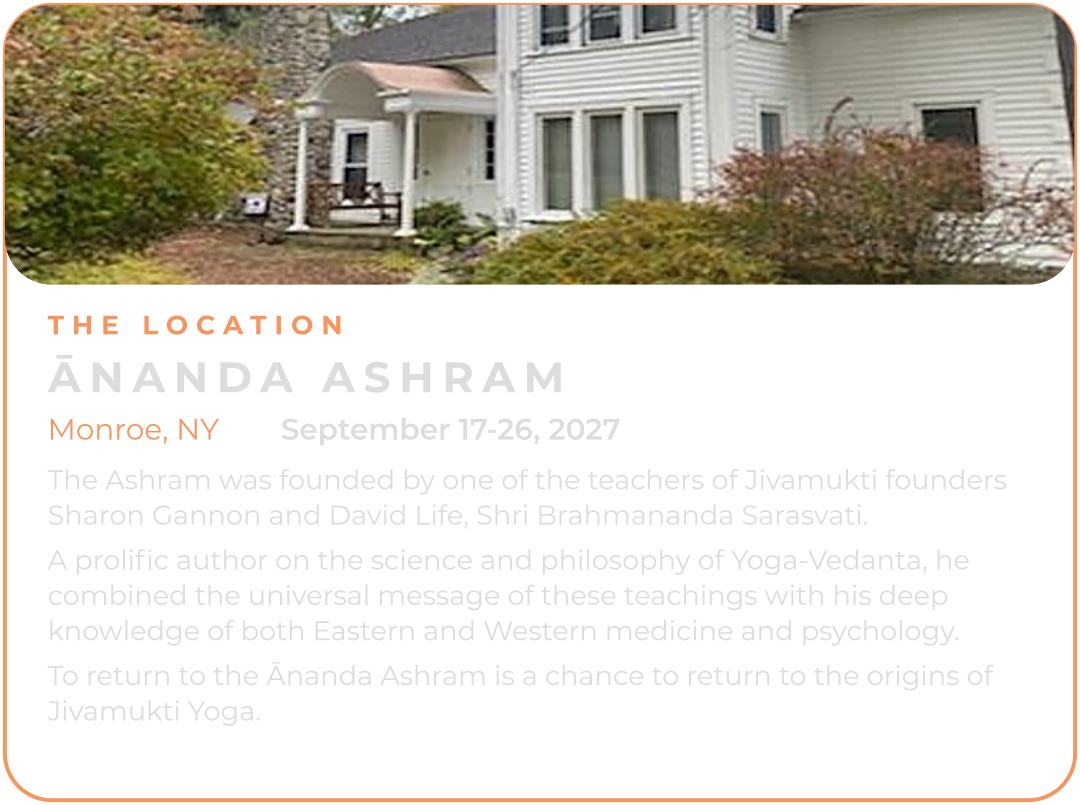 THE LOCATION
ĀNANDA ASHRAM
Monroe, NY September 17-26, 2027
The Ashram was founded by one of the teachers of Jivamukti founders
Sharon Gannon and David Life, Shri Brahmananda Sarasvati.
A prolific author on the science and philosophy of Yoga-Vedanta, he
combined the universal message of these teachings with his deep
knowledge of both Eastern and Western medicine and psychology.
To return to the Ānanda Ashram is a chance to return to the origins of
Jivamukti Yoga.